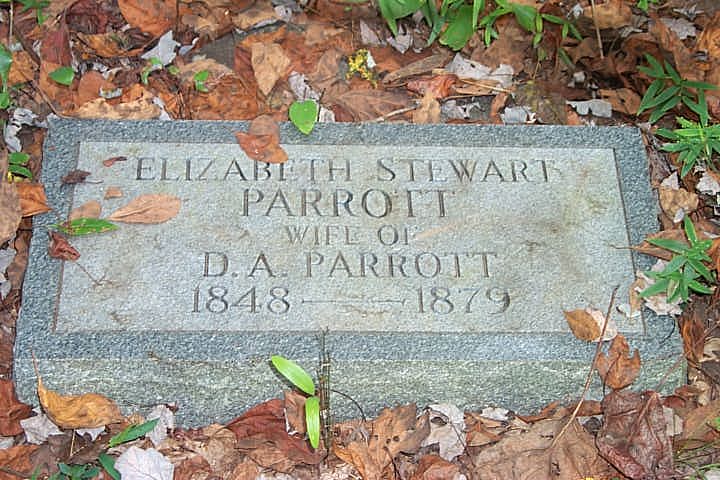 ELIZABETH STEWART
PARROTT
WIFE OF
D.A. PARROTT
1848 — 1879